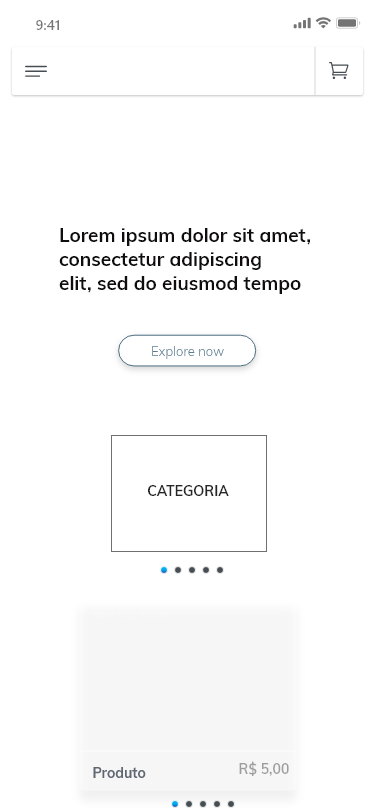 9:41
Lorem ipsum dolor sit amet,
consectetur adipiscing
elit, sed do eiusmod tempo
Explore now
CATEGORIA
Produto R$ 5,00